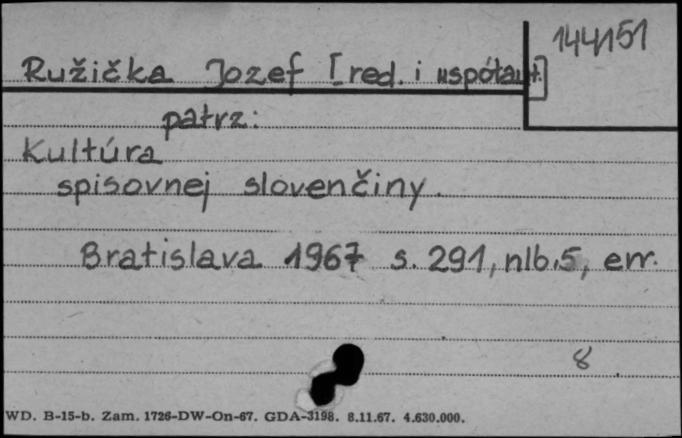 144151
Ružička Jozef [red. i wspótaut.]
patrz:
Kultúra
spisovnej slovenčiny.
Bratislava 1967 s. 291, nlb. 5, err.
8
WD. B-15-b. Zam. 1726-DW-On-67. GDA-3198. 8.11.67. 4.630.000.